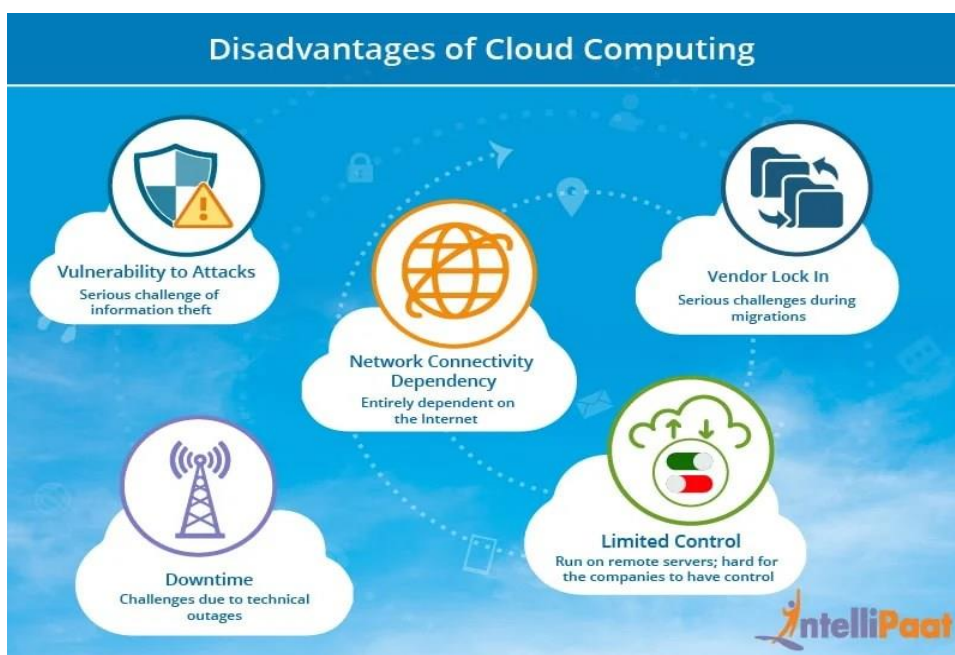 Disadvantages of Cloud Computing
Vulnerability to Attacks
Serious challenge of
information theft
Network Connectivity
Dependency
Entirely dependent on
the Internet
Vendor Lock In
Serious challenges during
migrations
Downtime
Challenges due to technical
outages
Limited Control
Run on remote servers; hard for
the companies to have control
IntelliPaat